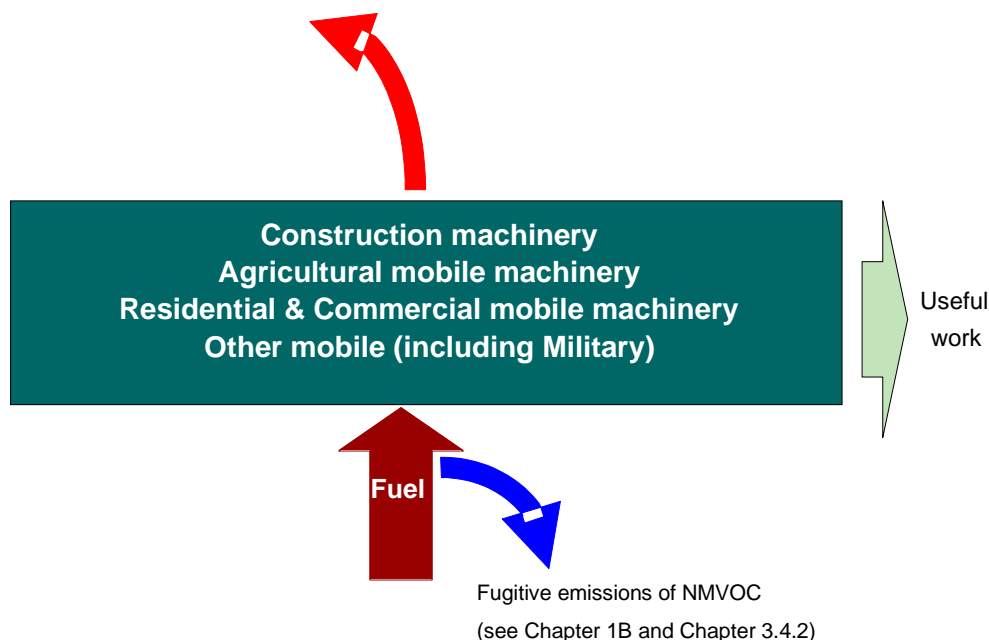 Construction machinery
Agricultural mobile machinery
Residential & Commercial mobile machinery
Other mobile (including Military)
Useful
work
Fuel
Fugitive emissions of NMVOC
(see Chapter 1B and Chapter 3.4.2)